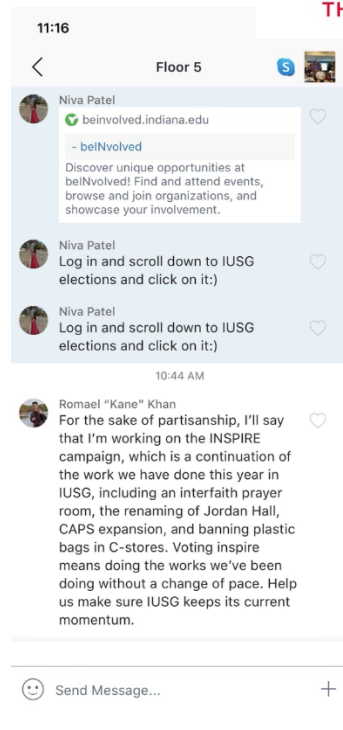 TH
11:16
Floor 5
S
Niva Patel
beinvolved.indiana.edu
- beINvolved
Discover unique opportunities at
beINvolved! Find and attend events,
browse and join organizations, and
showcase your involvement.
Niva Patel
Log in and scroll down to IUSG
elections and click on it:)
Niva Patel
Log in and scroll down to IUSG
elections and click on it:)
10:44 AM
Romael “Kane” Khan
For the sake of partisanship, I’ll say
that I’m working on the INSPIRE
campaign, which is a continuation of
the work we have done this year in
IUSG, including an interfaith prayer
room, the renaming of Jordan Hall,
CAPS expansion, and banning plastic
bags in C-stores. Voting inspire
means doing the works we’ve been
doing without a change of pace. Help
us make sure IUSG keeps its current
momentum.
Send Message...